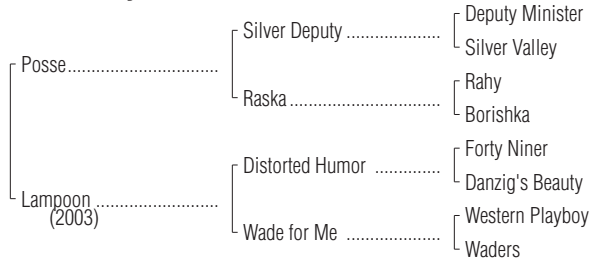 Deputy Minister
Silver Deputy ....................
Silver Valley
Posse................................
Rahy
Raska................................
Borishka
Forty Niner
Distorted Humor ..............
Danzig's Beauty
Lampoon ..........................
(2003)
Western Playboy
Wade for Me ....................
Waders